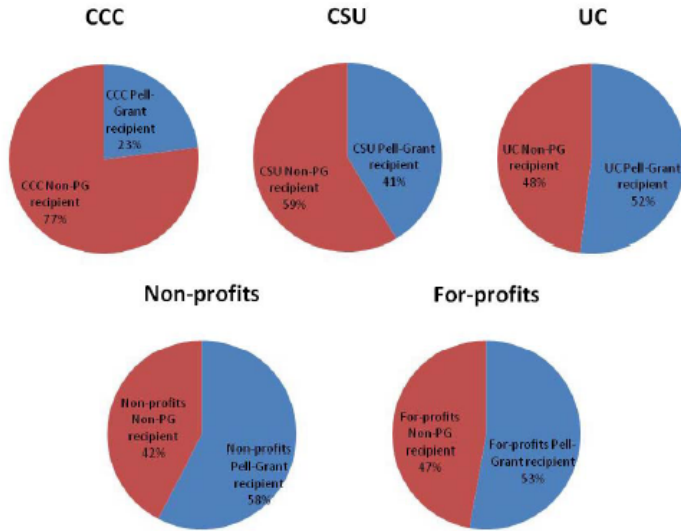 CCC
CSU
UC
CCC Pell-
Grant
recipient
23%
CCC Non-PG
recipient
77%
CSU Pell-Grant
recipient
41%
CSU Non-PG
recipient
59%
UC Non-PG
recipient
48%
UC Pell-Grant
recipient
52%
Non-profits
For-profits
Non-profits
Non-PG
recipient
42%
Non-profits
Pell-Grant
recipient
58%
For-profits
Non-PG
recipient
47%
For-profits Pell-
Grant recipient
53%